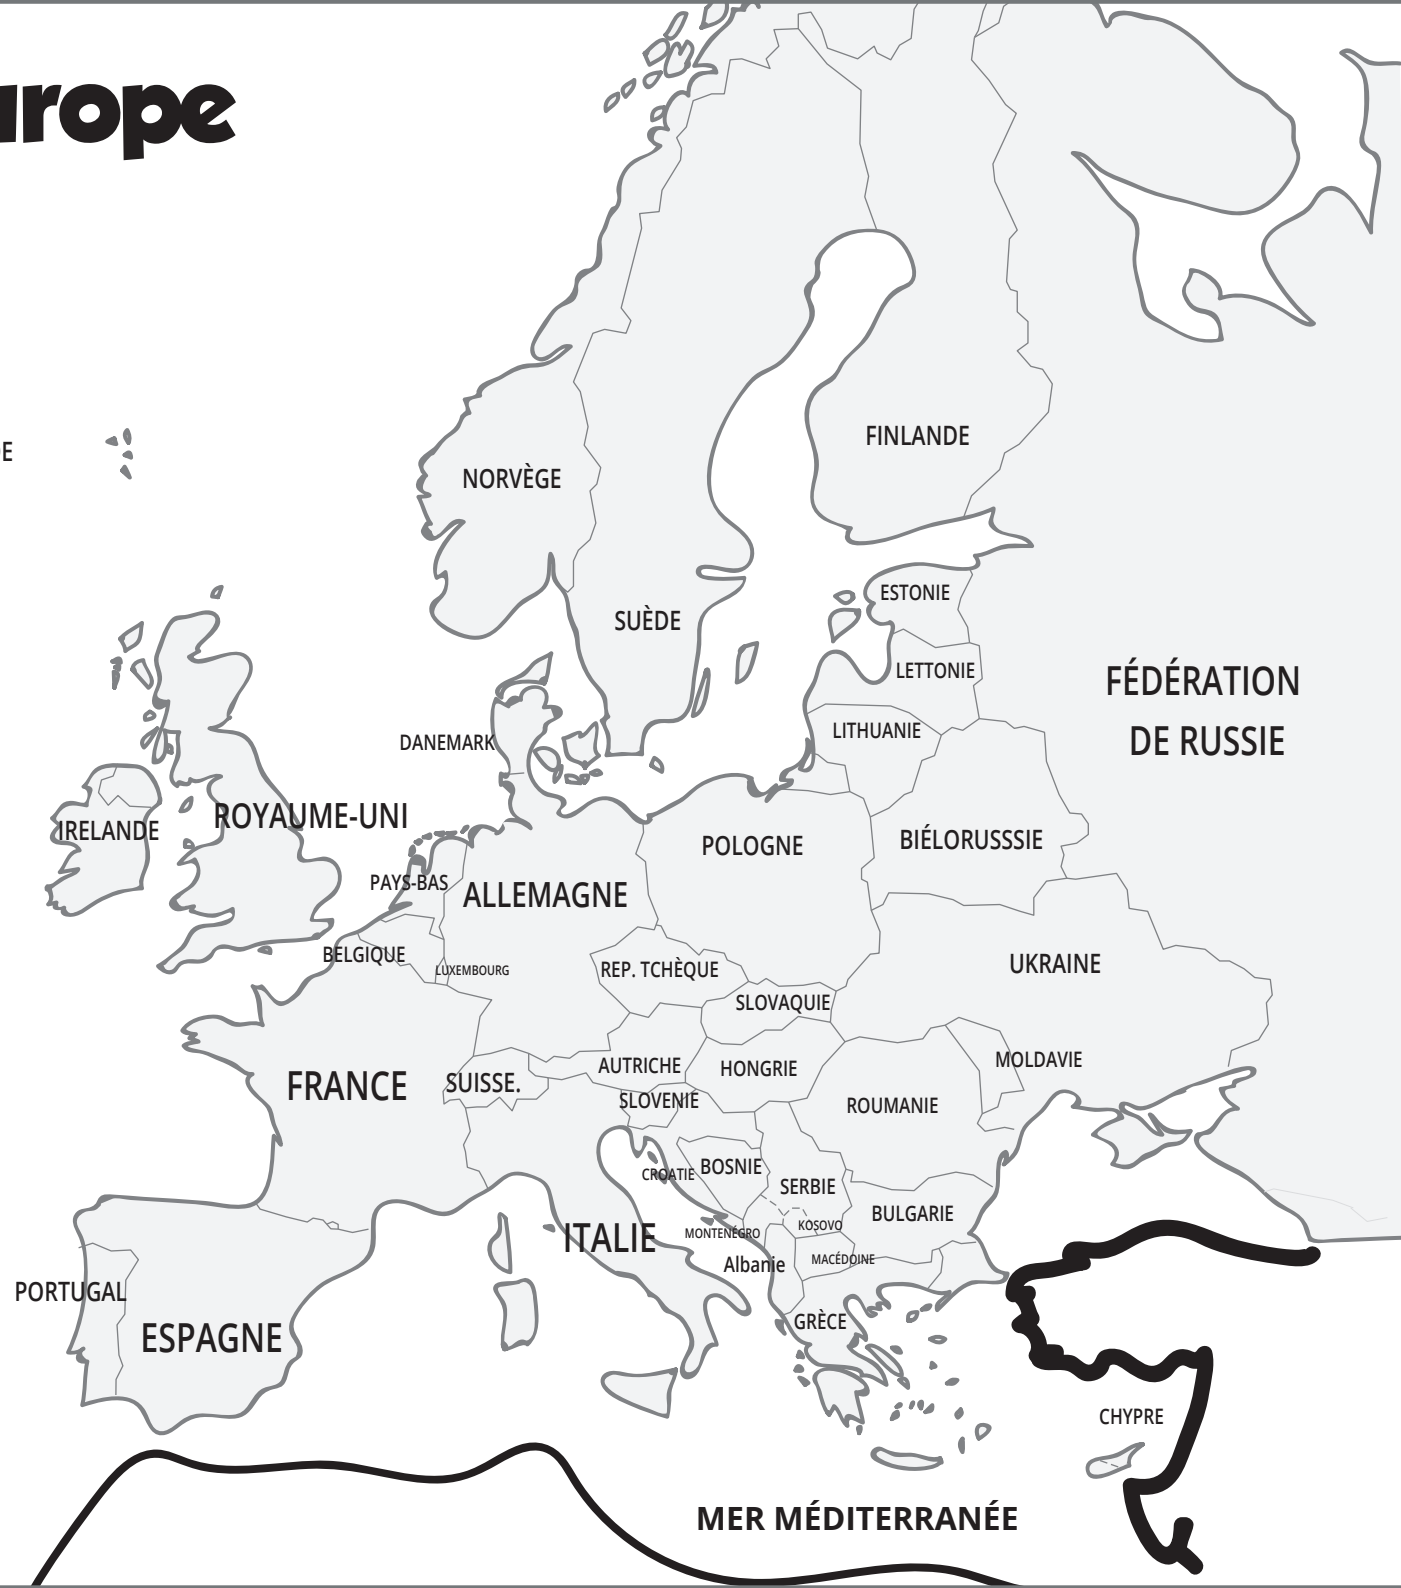 urope
E
FINLANDE
NORVÈGE
ESTONIE
SUÈDE
LETTONIE
FÉDÉRATION
DE RUSSIE
LITHUANIE
DANEMARK
ROYAUME-UNI
IRELANDE
BIÉLORUSSSIE
POLOGNE
PAYS-BAS
ALLEMAGNE
BELGIQUE
LUXEMBOURG
REP. TCHÈQUE
UKRAINE
SLOVAQUIE
MOLDAVIE
AUTRICHE
HONGRIE
FRANCE
SUISSE.
SLOVENIE
ROUMANIE
CROATIE
BOSNIE
SERBIE
BULGARIE
KOSOVO
MONTENÉGRO
ITALIE
Albanie
MACÉDOINE
PORTUGAL
GRÈCE
ESPAGNE
CHYPRE
MER MÉDITERRANÉE